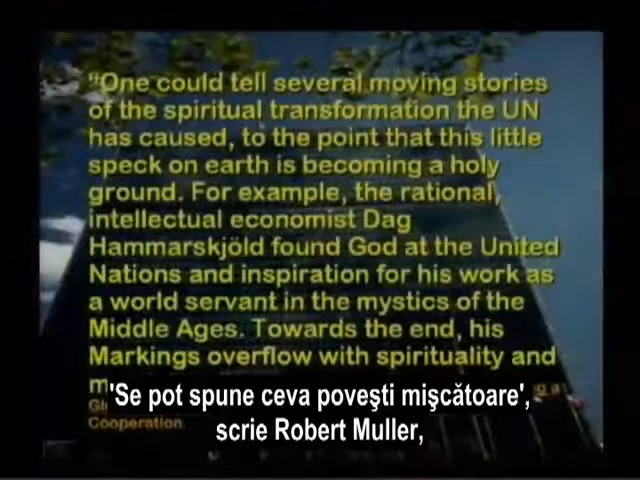 "One could tell several moving stories
of the spiritual transformation the UN
has caused, to the point that this little
speck on earth is becoming a holy
ground. For example, the rational,
intellectual economist Dag
Hammarskjöld found God at the United
Nations and inspiration for his work as
a world servant in the mystics of the
Middle Ages. Towards the end, his
Markings overflow with spirituality and
'Se pot spune ceva poveşti mişcătoare',
Cooperation
scrie Robert Muller,